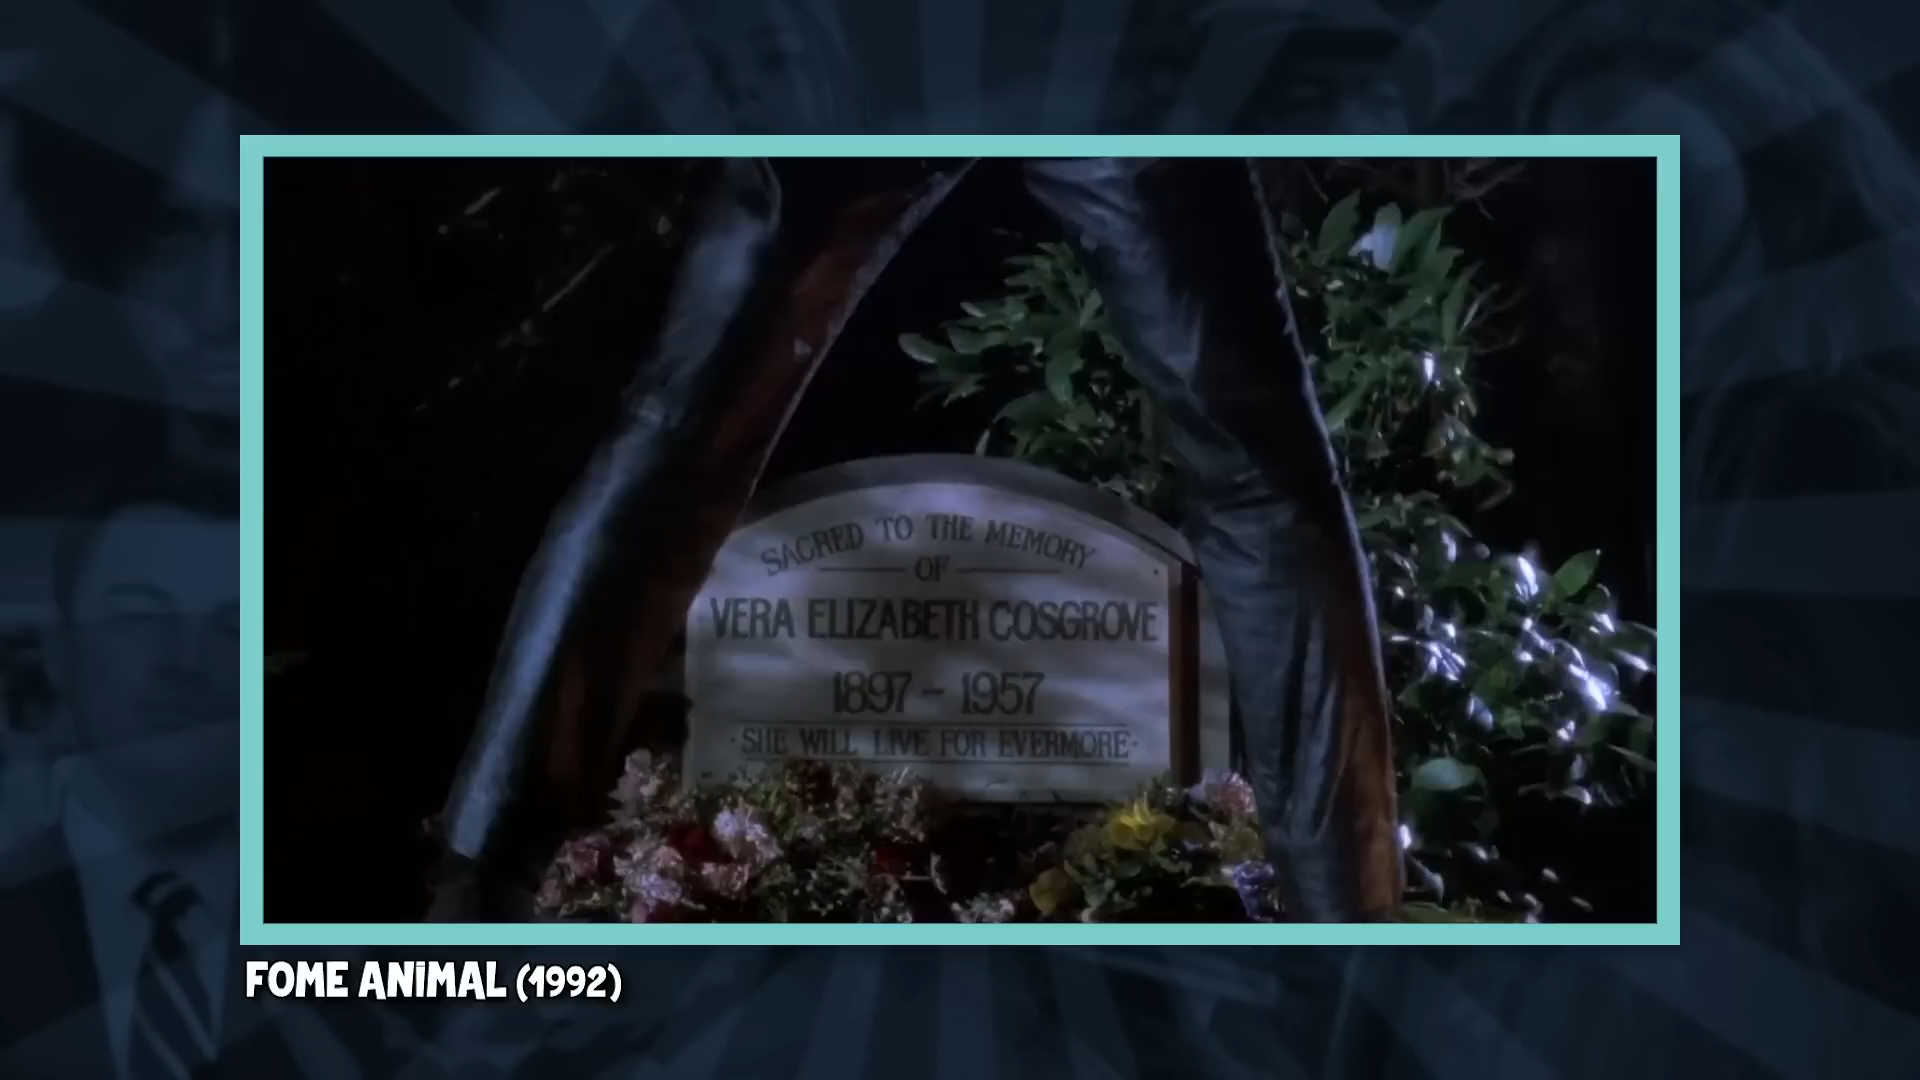 SACRED TO THE MEMORY
OF
VERA ELIZABETH COSGROVE
1897 - 1957
·SHE WILL LIVE FOR EVERMORE·
FOME ANIMAL (1992)